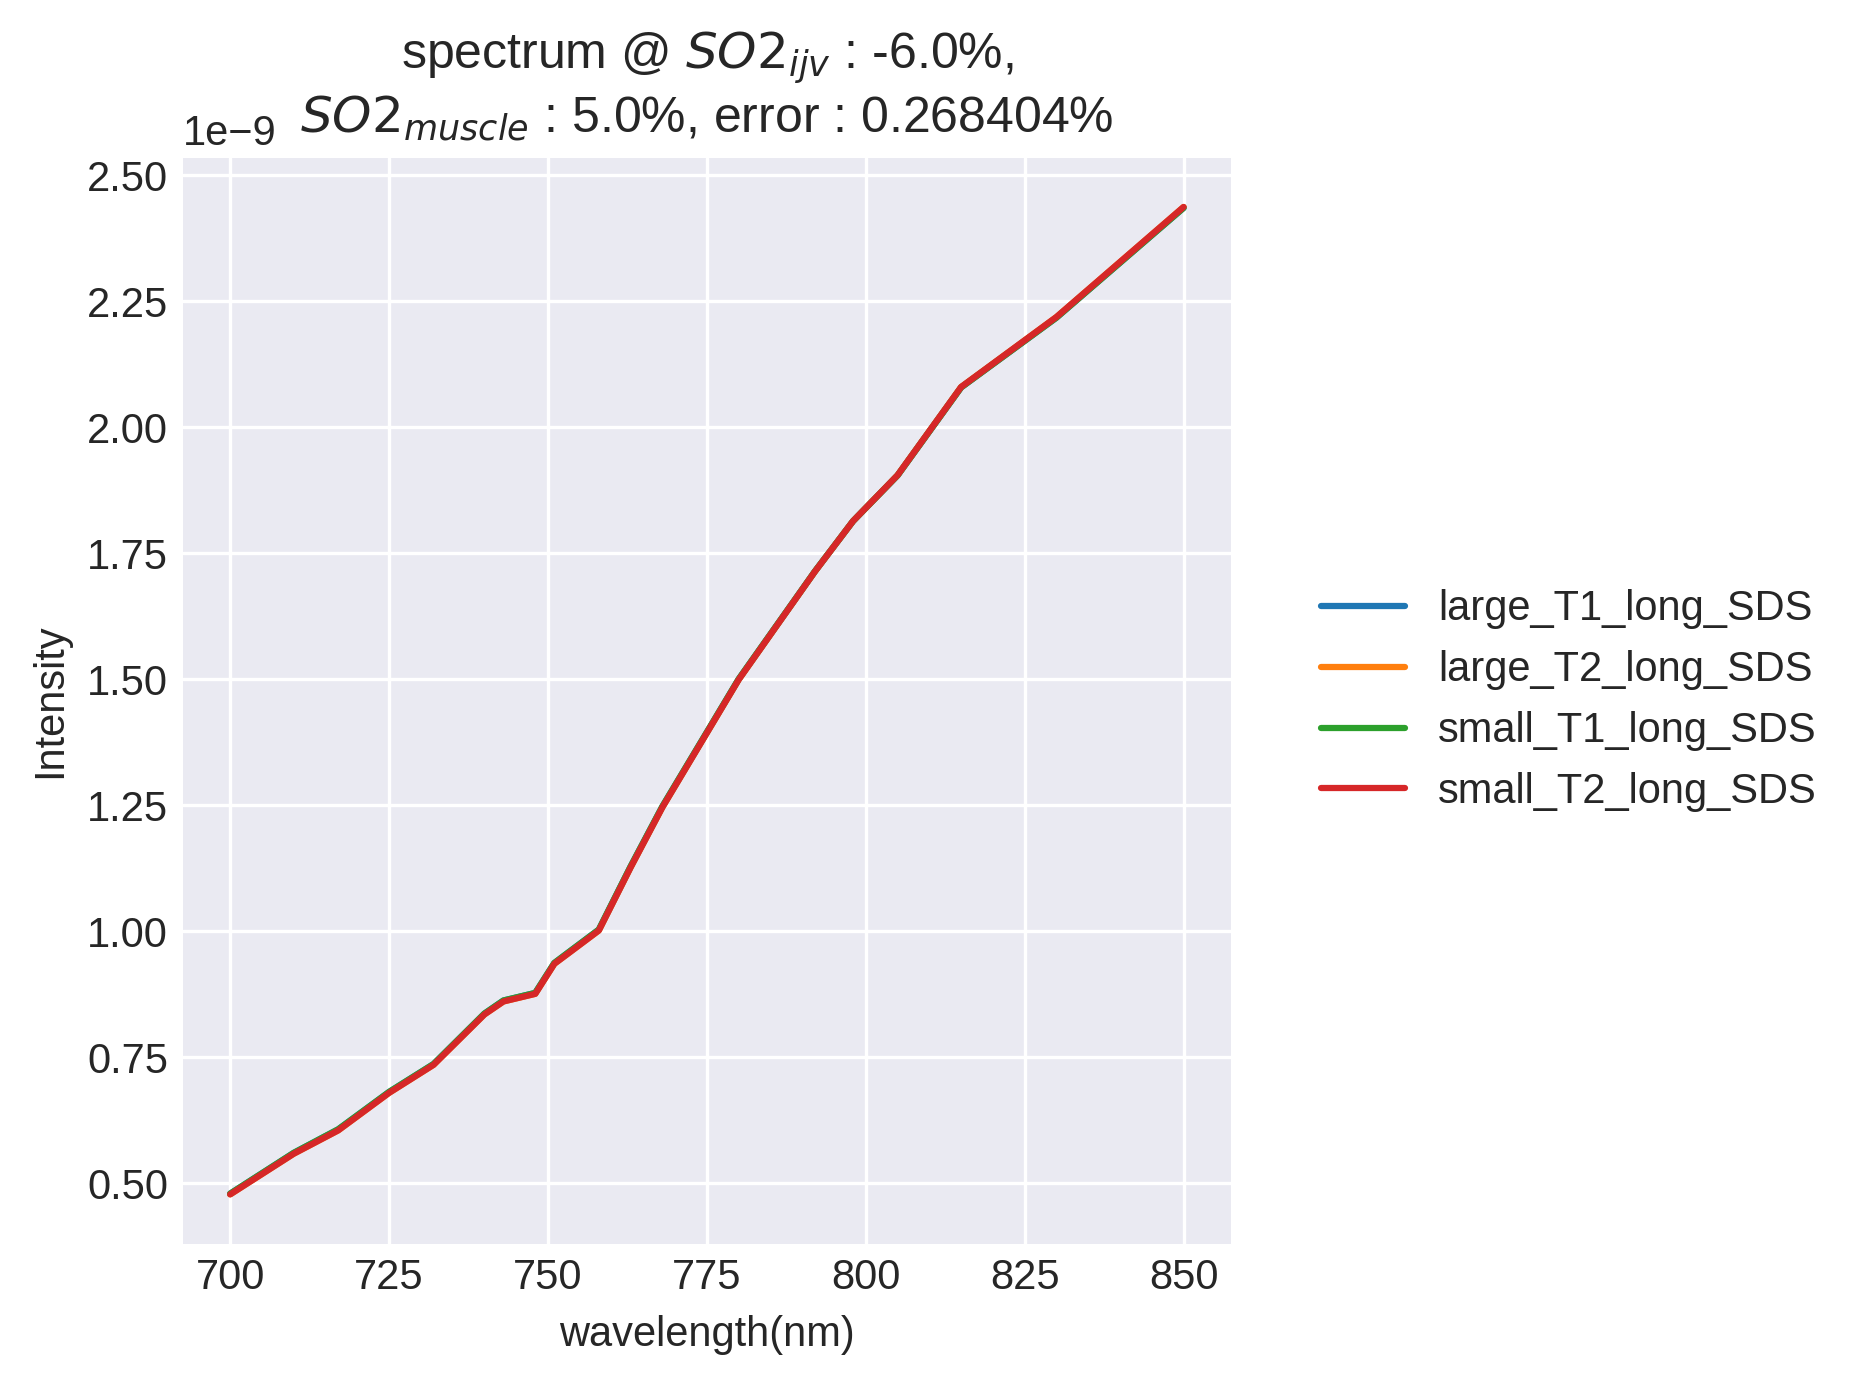 spectrum @ SO2ijv : -6.0%,
SO2muscle : 5.0%, error : 0.268404%
1e−9
2.50
2.25
2.00
1.75
1.50
1.25
1.00
0.75
0.50
Intensity
700 725 750 775 800 825 850
wavelength(nm)
large_T1_long_SDS
large_T2_long_SDS
small_T1_long_SDS
small_T2_long_SDS